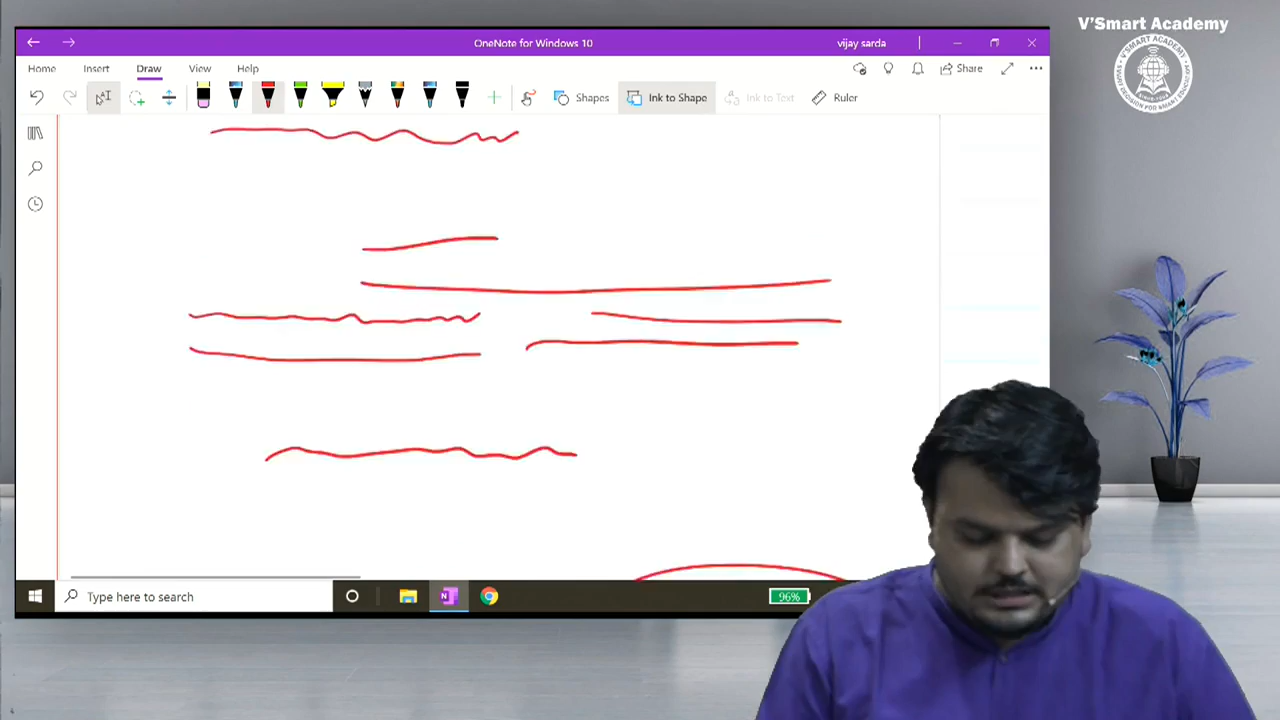 V'Smart Academy
OneNote for Windows 10
vijay sarda
Home Insert Draw View Help
Share
Shapes Ink to Shape Ink to Text Ruler
Type here to search
96%